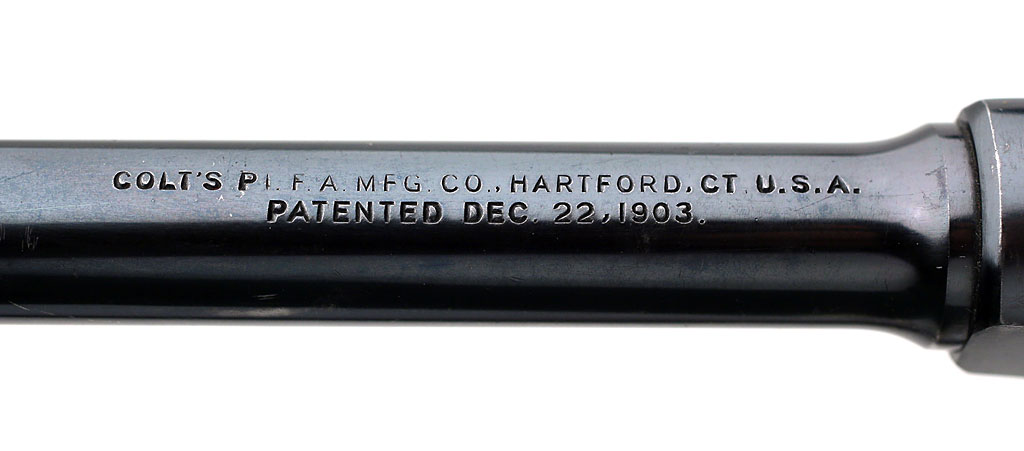 COLT'S PT. F. A. MFG. CO., HARTFORD, CT. U.S.A.
PATENTED DEC. 22, 1903.